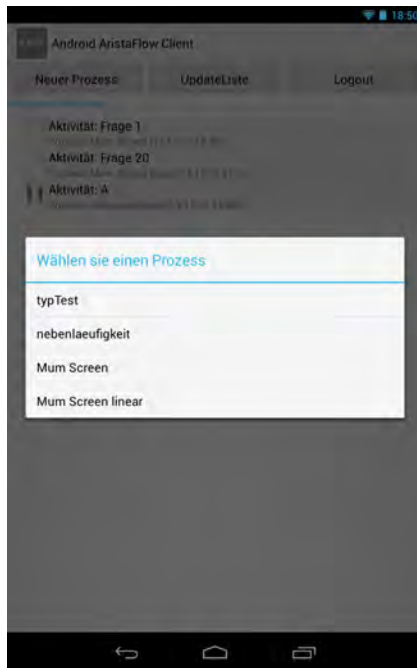 18:50
Android AristaFlow Client
Neuer Prozess UpdateListe Logout
Aktivität: Frage 1
Aktivität: Frage 20
Aktivität: A
Wählen sie einen Prozess
typTest
nebenlaeufigkeit
Mum Screen
Mum Screen linear